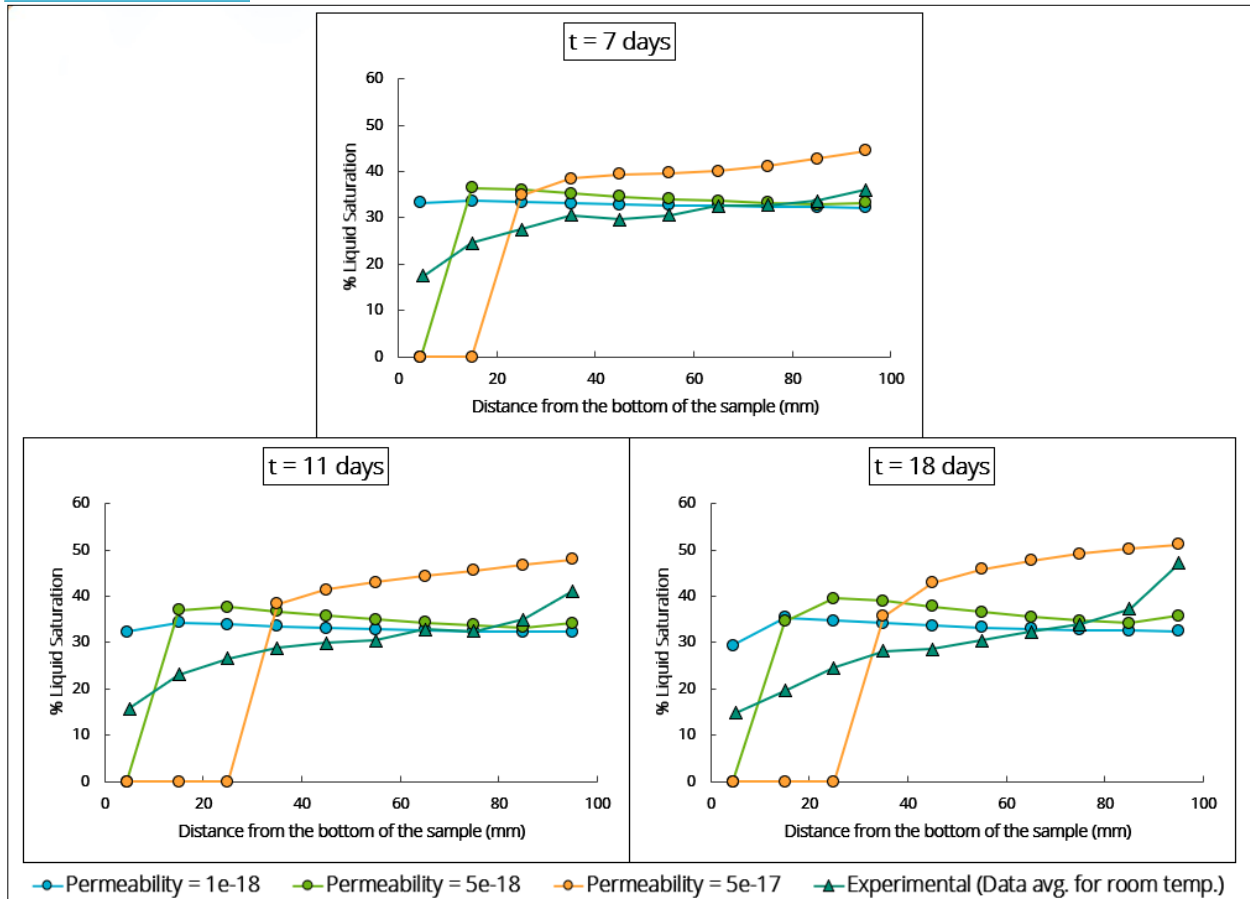 t = 7 days
60
50
40
30
20
10
0
% Liquid Saturation
0 20 40 60 80 100
Distance from the bottom of the sample (mm)
t = 11 days
60
50
40
30
20
10
0
% Liquid Saturation
0 20 40 60 80 100
Distance from the bottom of the sample (mm)
t = 18 days
60
50
40
30
20
10
0
% Liquid Saturation
0 20 40 60 80 100
Distance from the bottom of the sample (mm)
Permeability = 1e-18 Permeability = 5e-18 Permeability = 5e-17 Experimental (Data avg. for room temp.)